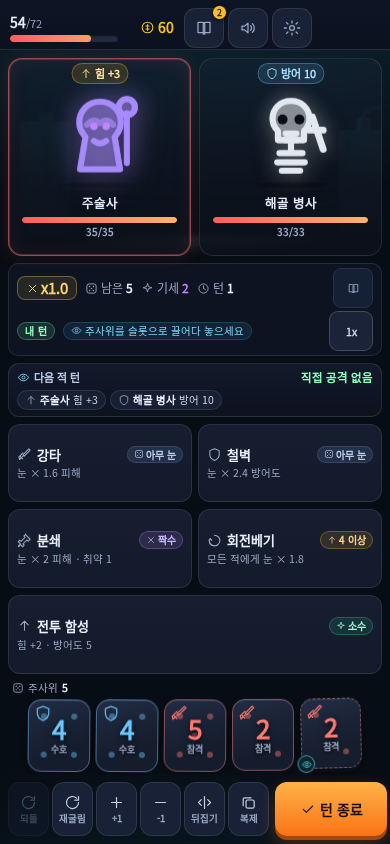 54/72
60
2
힘 +3
방어 10
주술사
해골 병사
35/35
33/33
x1.0
남은 5
기세 2
턴 1
내 턴
주사위를 슬롯으로 끌어다 놓으세요
1x
다음 적 턴
직접 공격 없음
주술사 힘 +3
해골 병사 방어 10
강타
아무 눈
눈 × 1.6 피해
철벽
아무 눈
눈 × 2.4 방어도
분쇄
짝수
눈 × 2 피해 · 취약 1
회전베기
4 이상
모든 적에게 눈 × 1.8
전투 함성
소수
힘 +2 · 방어도 5
주사위 5
4
수호
4
수호
5
참격
2
참격
2
참격
되돌
재굴림
+1
-1
뒤집기
복제
턴 종료